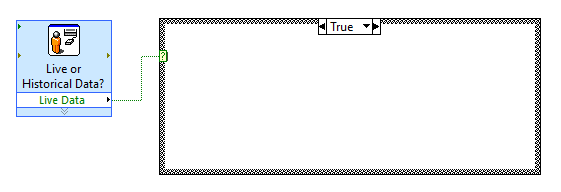 True
Live or
Historical Data?
Live Data
?